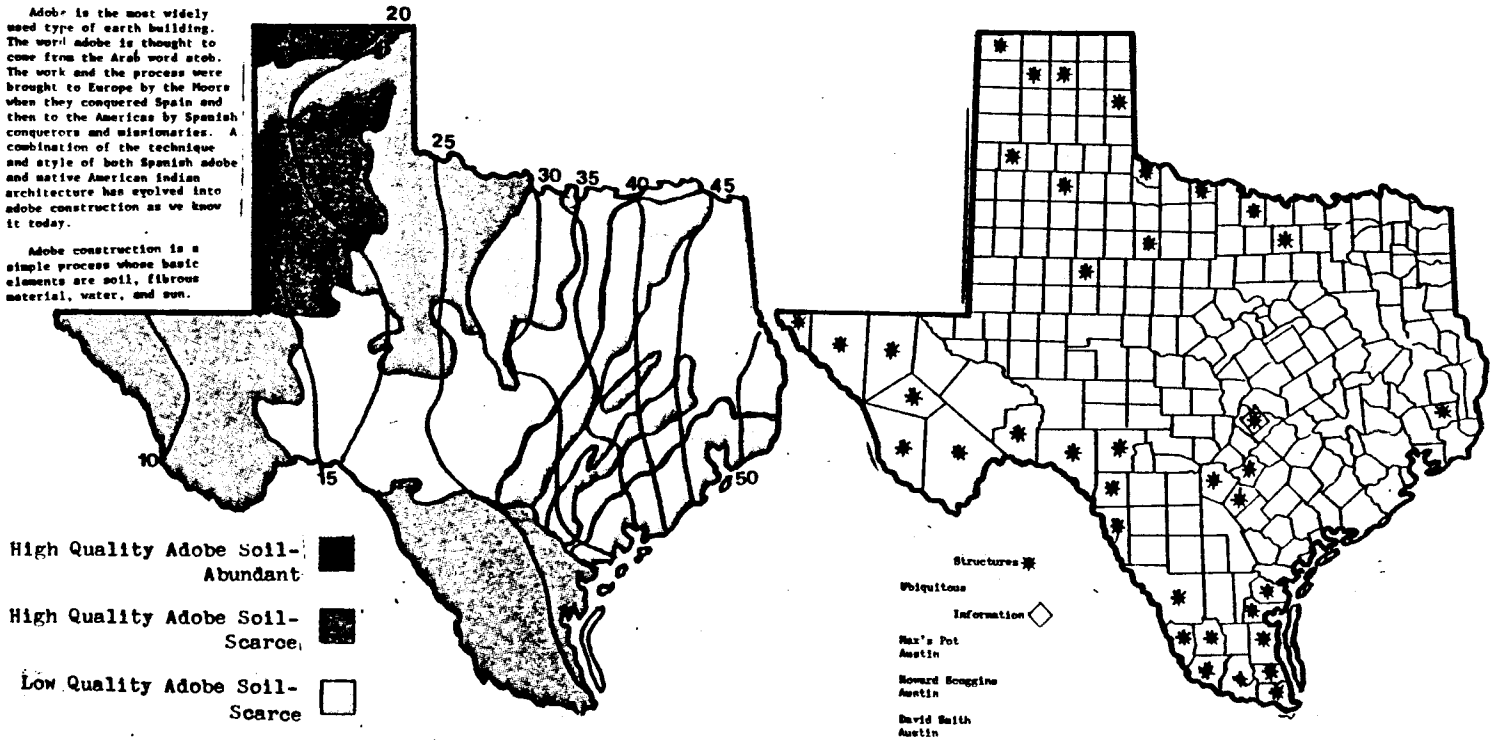 Adobe is the most widely
used type of earth building.
The word adobe is thought to
come from the Arab word atob.
The work and the process were
brought to Europe by the Moors
when they conquered Spain and
then to the Americas by Spanish
conquerors and missionaries. A
combination of the technique
and style of both Spanish adobe
and native American indian
architecture has evolved into
adobe construction as we know
it today.
Adobe construction is a
simple process whose basic
elements are soil, fibrous
material, water, and sun.
20
25
30
35
40
45
10
15
50
High Quality Adobe Soil-
Abundant
High Quality Adobe Soil-
Scarce
Low Quality Adobe Soil-
Scarce
Structures
Ubiquitous
Information
Max's Pot
Austin
Howard Scoggins
Austin
David Smith
Austin